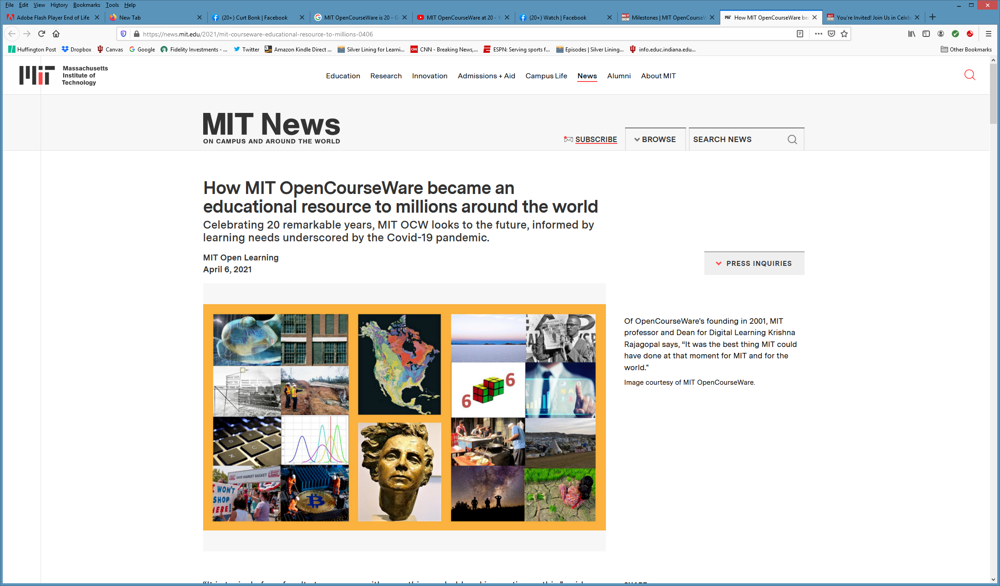 File Edit View History Bookmarks Tools Help
Adobe Flash Player End of Life
New Tab
(20+) Curt Bonk | Facebook
MIT OpenCourseWare is 20 - G
MIT OpenCourseWare at 20 - Y
(20+) Watch | Facebook
Milestones | MIT OpenCourseW
How MIT OpenCourseWare bec
You're Invited! Join Us in Celeb
https://news.mit.edu/2021/mit-courseware-educational-resource-to-millions-0406
Huffington Post Dropbox Canvas Google Fidelity Investments - ... Twitter Amazon Kindle Direct ... Silver Lining for Learni... CNN - Breaking News,... ESPN: Serving sports f... Episodes | Silver Lining... info.educ.indiana.edu... Other Bookmarks
MIT
Massachusetts
Institute of
Technology
Education Research Innovation Admissions + Aid Campus Life News Alumni About MIT
MIT News
ON CAMPUS AND AROUND THE WORLD
SUBSCRIBE
BROWSE
SEARCH NEWS
How MIT OpenCourseWare became an
educational resource to millions around the world
Celebrating 20 remarkable years, MIT OCW looks to the future, informed by
learning needs underscored by the Covid-19 pandemic.
MIT Open Learning
April 6, 2021
PRESS INQUIRIES
FREEDOM
CAN'T WAIT!
6 6
D F
X C V
SAVE MARKET BASKET
WON'T
SHOP
HERE!
Of OpenCourseWare's founding in 2001, MIT
professor and Dean for Digital Learning Krishna
Rajagopal says, “It was the best thing MIT could
have done at that moment for MIT and for the
world."
Image courtesy of MIT OpenCourseWare.